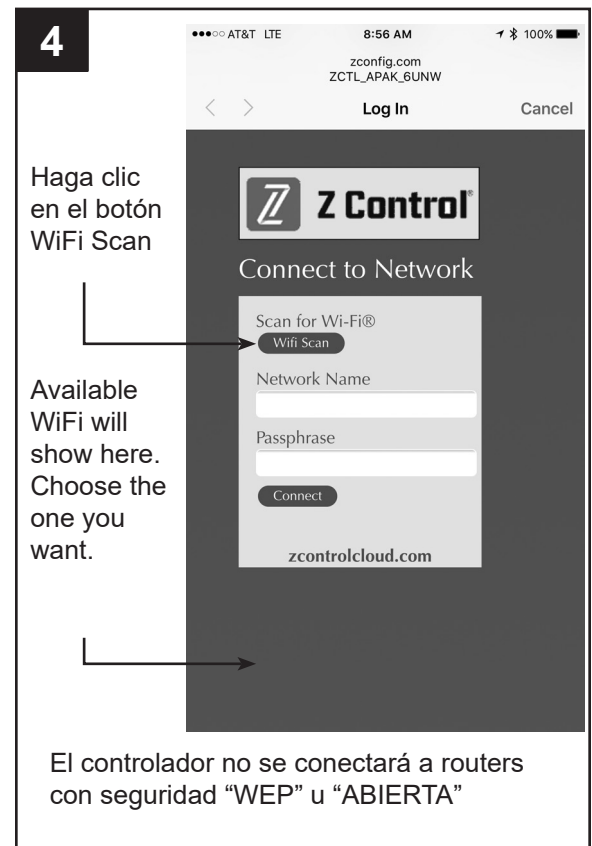 4
AT&T LTE 8:56 AM 100%
zconfig.com
ZCTL_APAK_6UNW
< > Log In Cancel
Haga clic
en el botón
WiFi Scan
Z Control®
Connect to Network
Scan for Wi-Fi®
Wifi Scan
Available
WiFi will
show here.
Choose the
one you
want.
Network Name
Passphrase
Connect
zcontrolcloud.com
El controlador no se conectará a routers
con seguridad “WEP” u “ABIERTA”